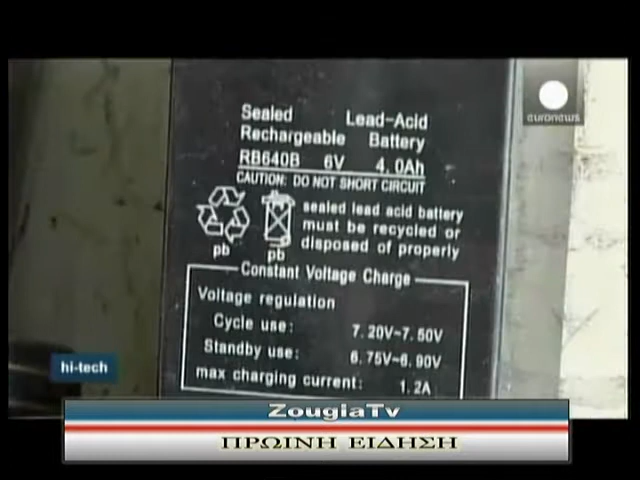 euronews
Sealed Lead-Acid
Rechargeable Battery
RB640B 6V 4.0Ah
CAUTION: DO NOT SHORT CIRCUIT
sealed lead acid battery
must be recycled or
disposed of properly
pb pb
Constant Voltage Charge
Voltage regulation
Cycle use: 7.20V~7.50V
Standby use: 6.75V~6.90V
max charging current: 1.2A
hi-tech
ZougiaTv
ΠΡΩΙΝΗ ΕΙΔΗΣΗ